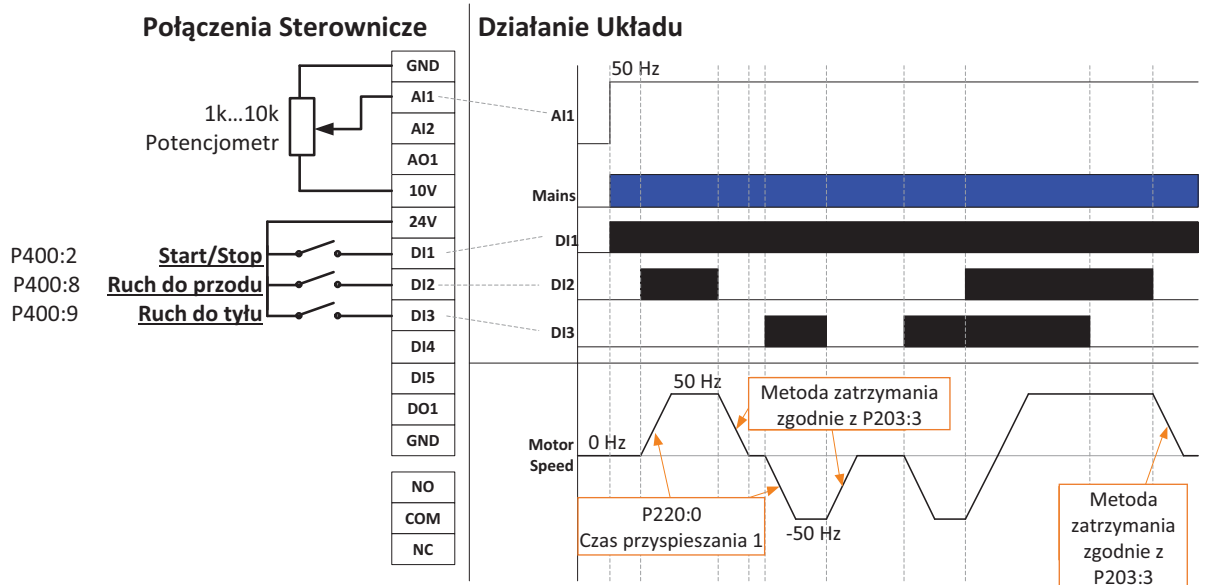 Połączenia Sterownicze
GND
AI1
AI2
AO1
10V
24V
DI1
DI2
DI3
DI4
DI5
DO1
GND
NO
COM
NC
1k...10k
Potencjometr
P400:2 Start/Stop
P400:8 Ruch do przodu
P400:9 Ruch do tyłu
Działanie Układu
50 Hz
AI1
Mains
DI1
DI2
DI3
50 Hz
Metoda zatrzymania
zgodnie z P203:3
Motor
Speed
0 Hz
P220:0
Czas przyspieszania 1
-50 Hz
Metoda
zatrzymania
zgodnie z
P203:3